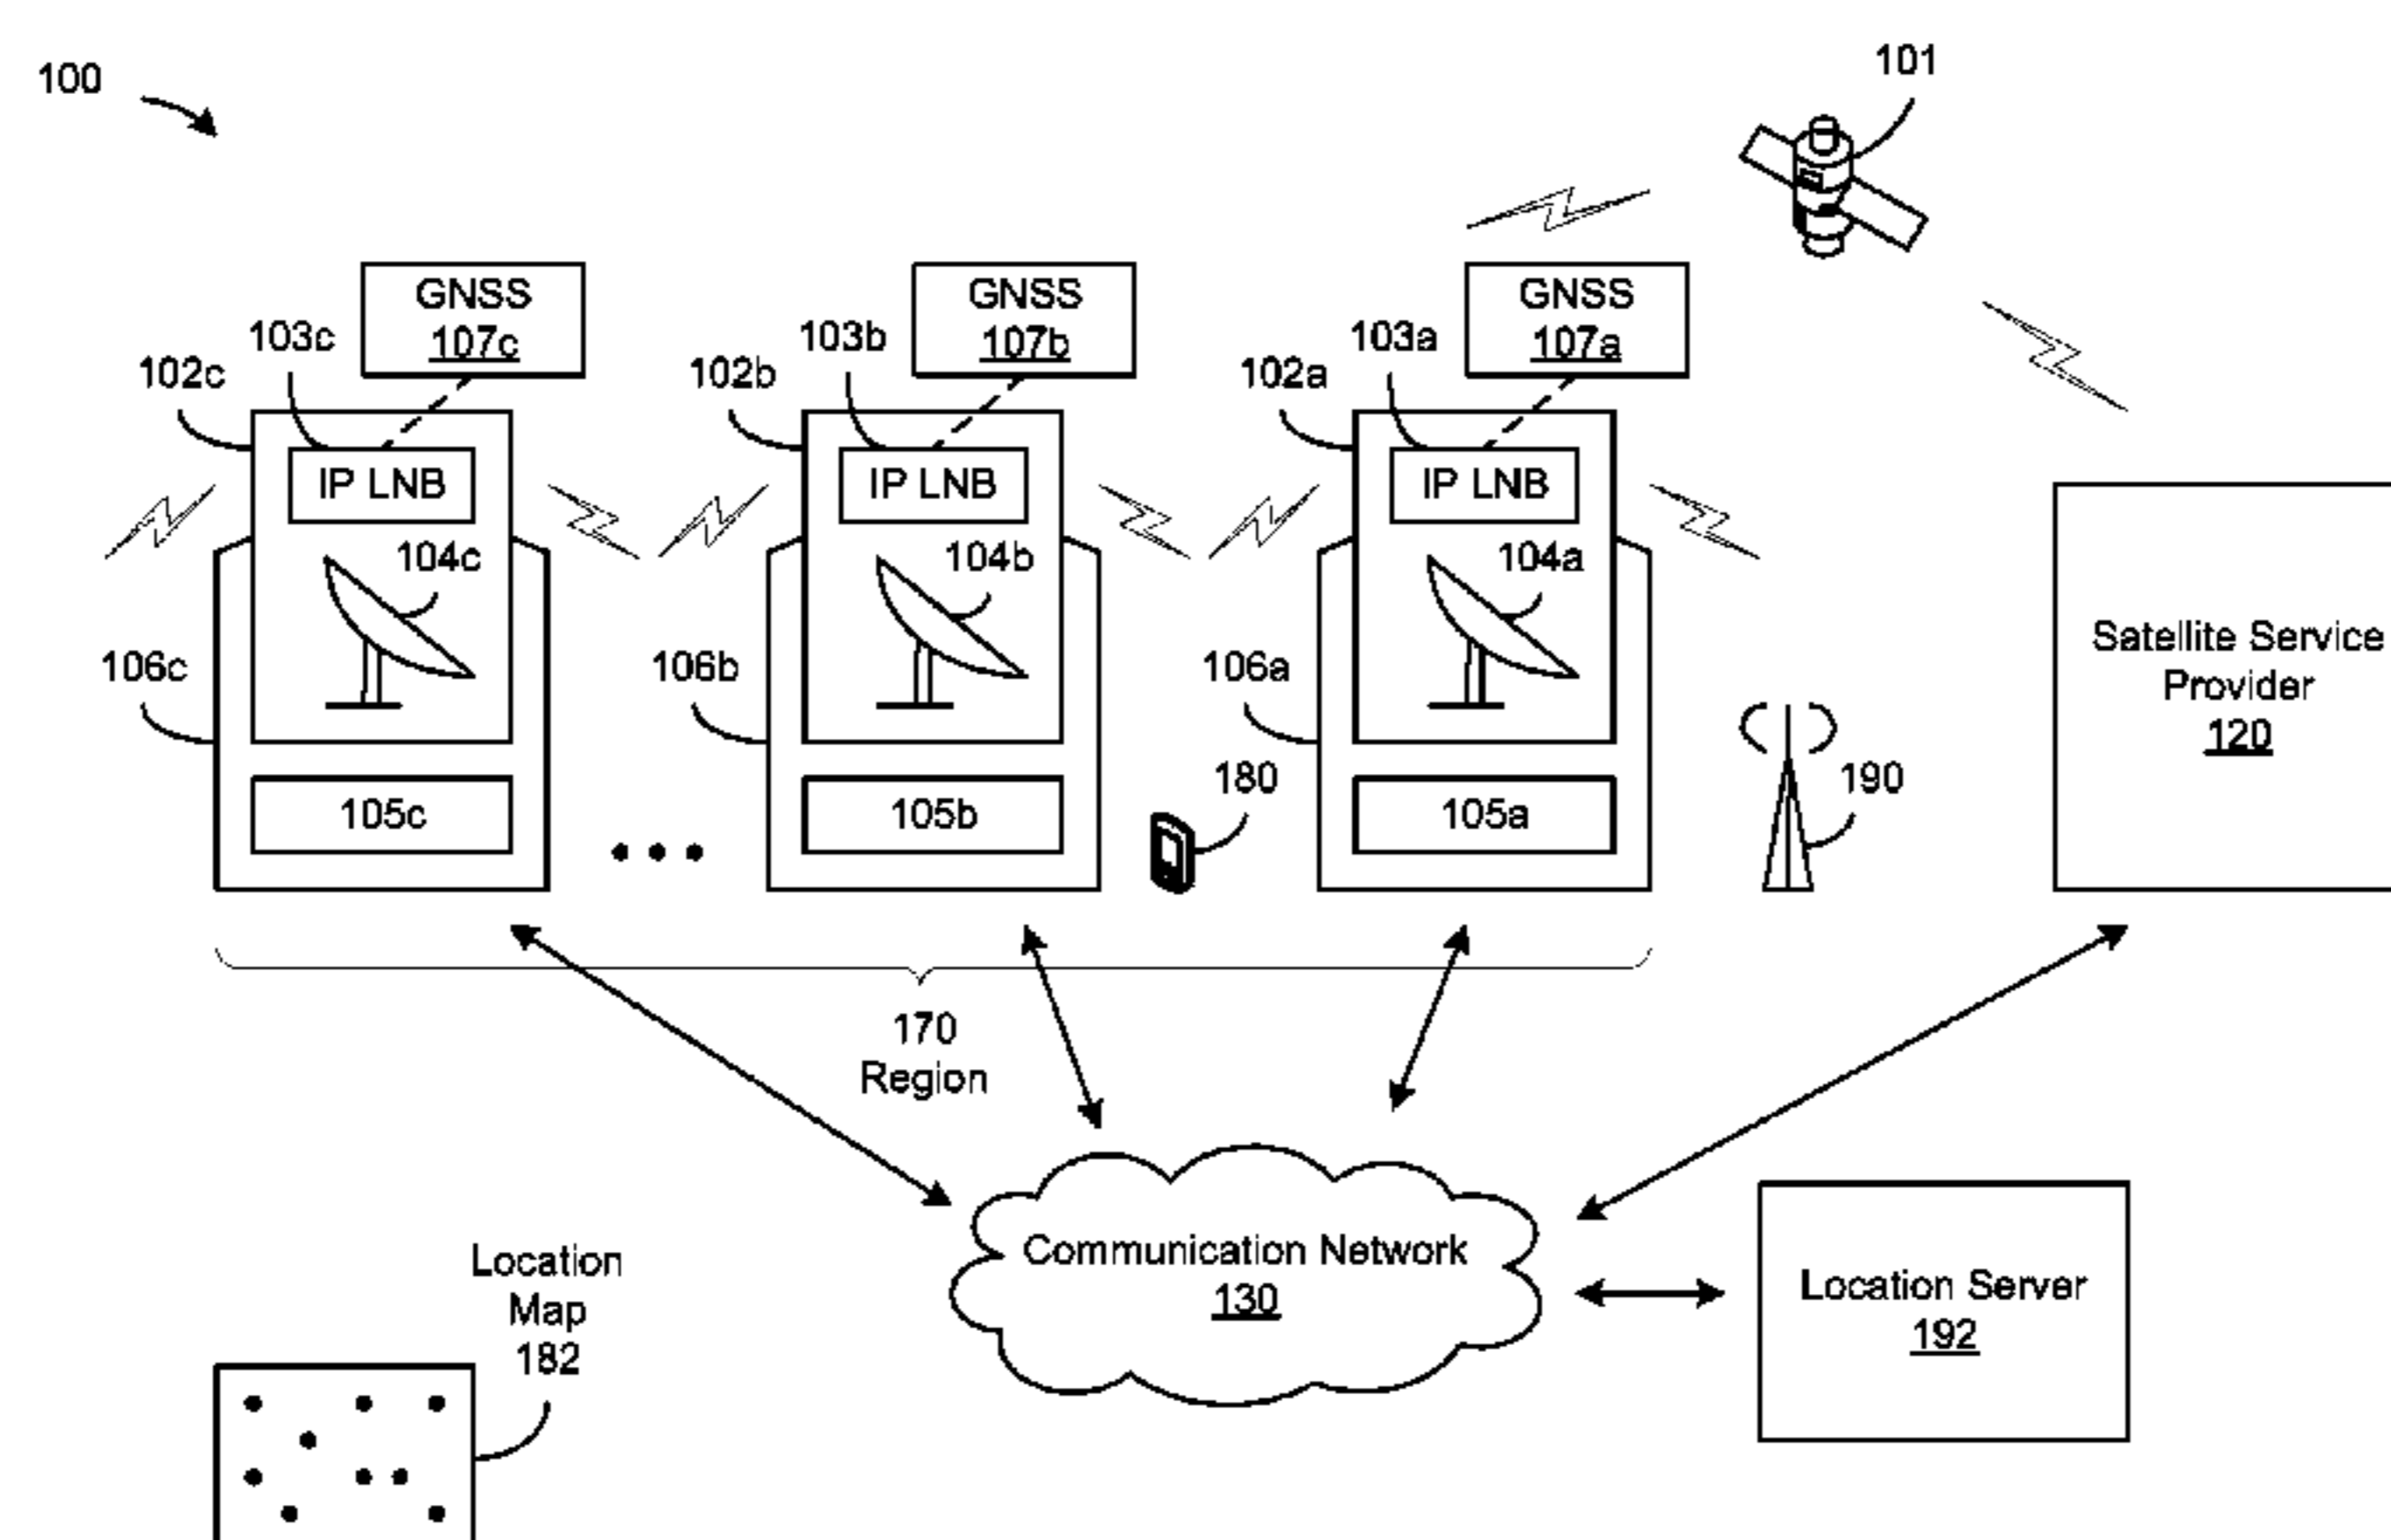 100
101
GNSS
107c
GNSS
107b
GNSS
107a
103c
103b
103a
102c
102b
102a
IP LNB
IP LNB
IP LNB
104c
104b
104a
106c
106b
106a
Satellite Service
Provider
120
180
190
105c
105b
105a
170
Region
Communication Network
130
Location Server
192
Location
Map
182